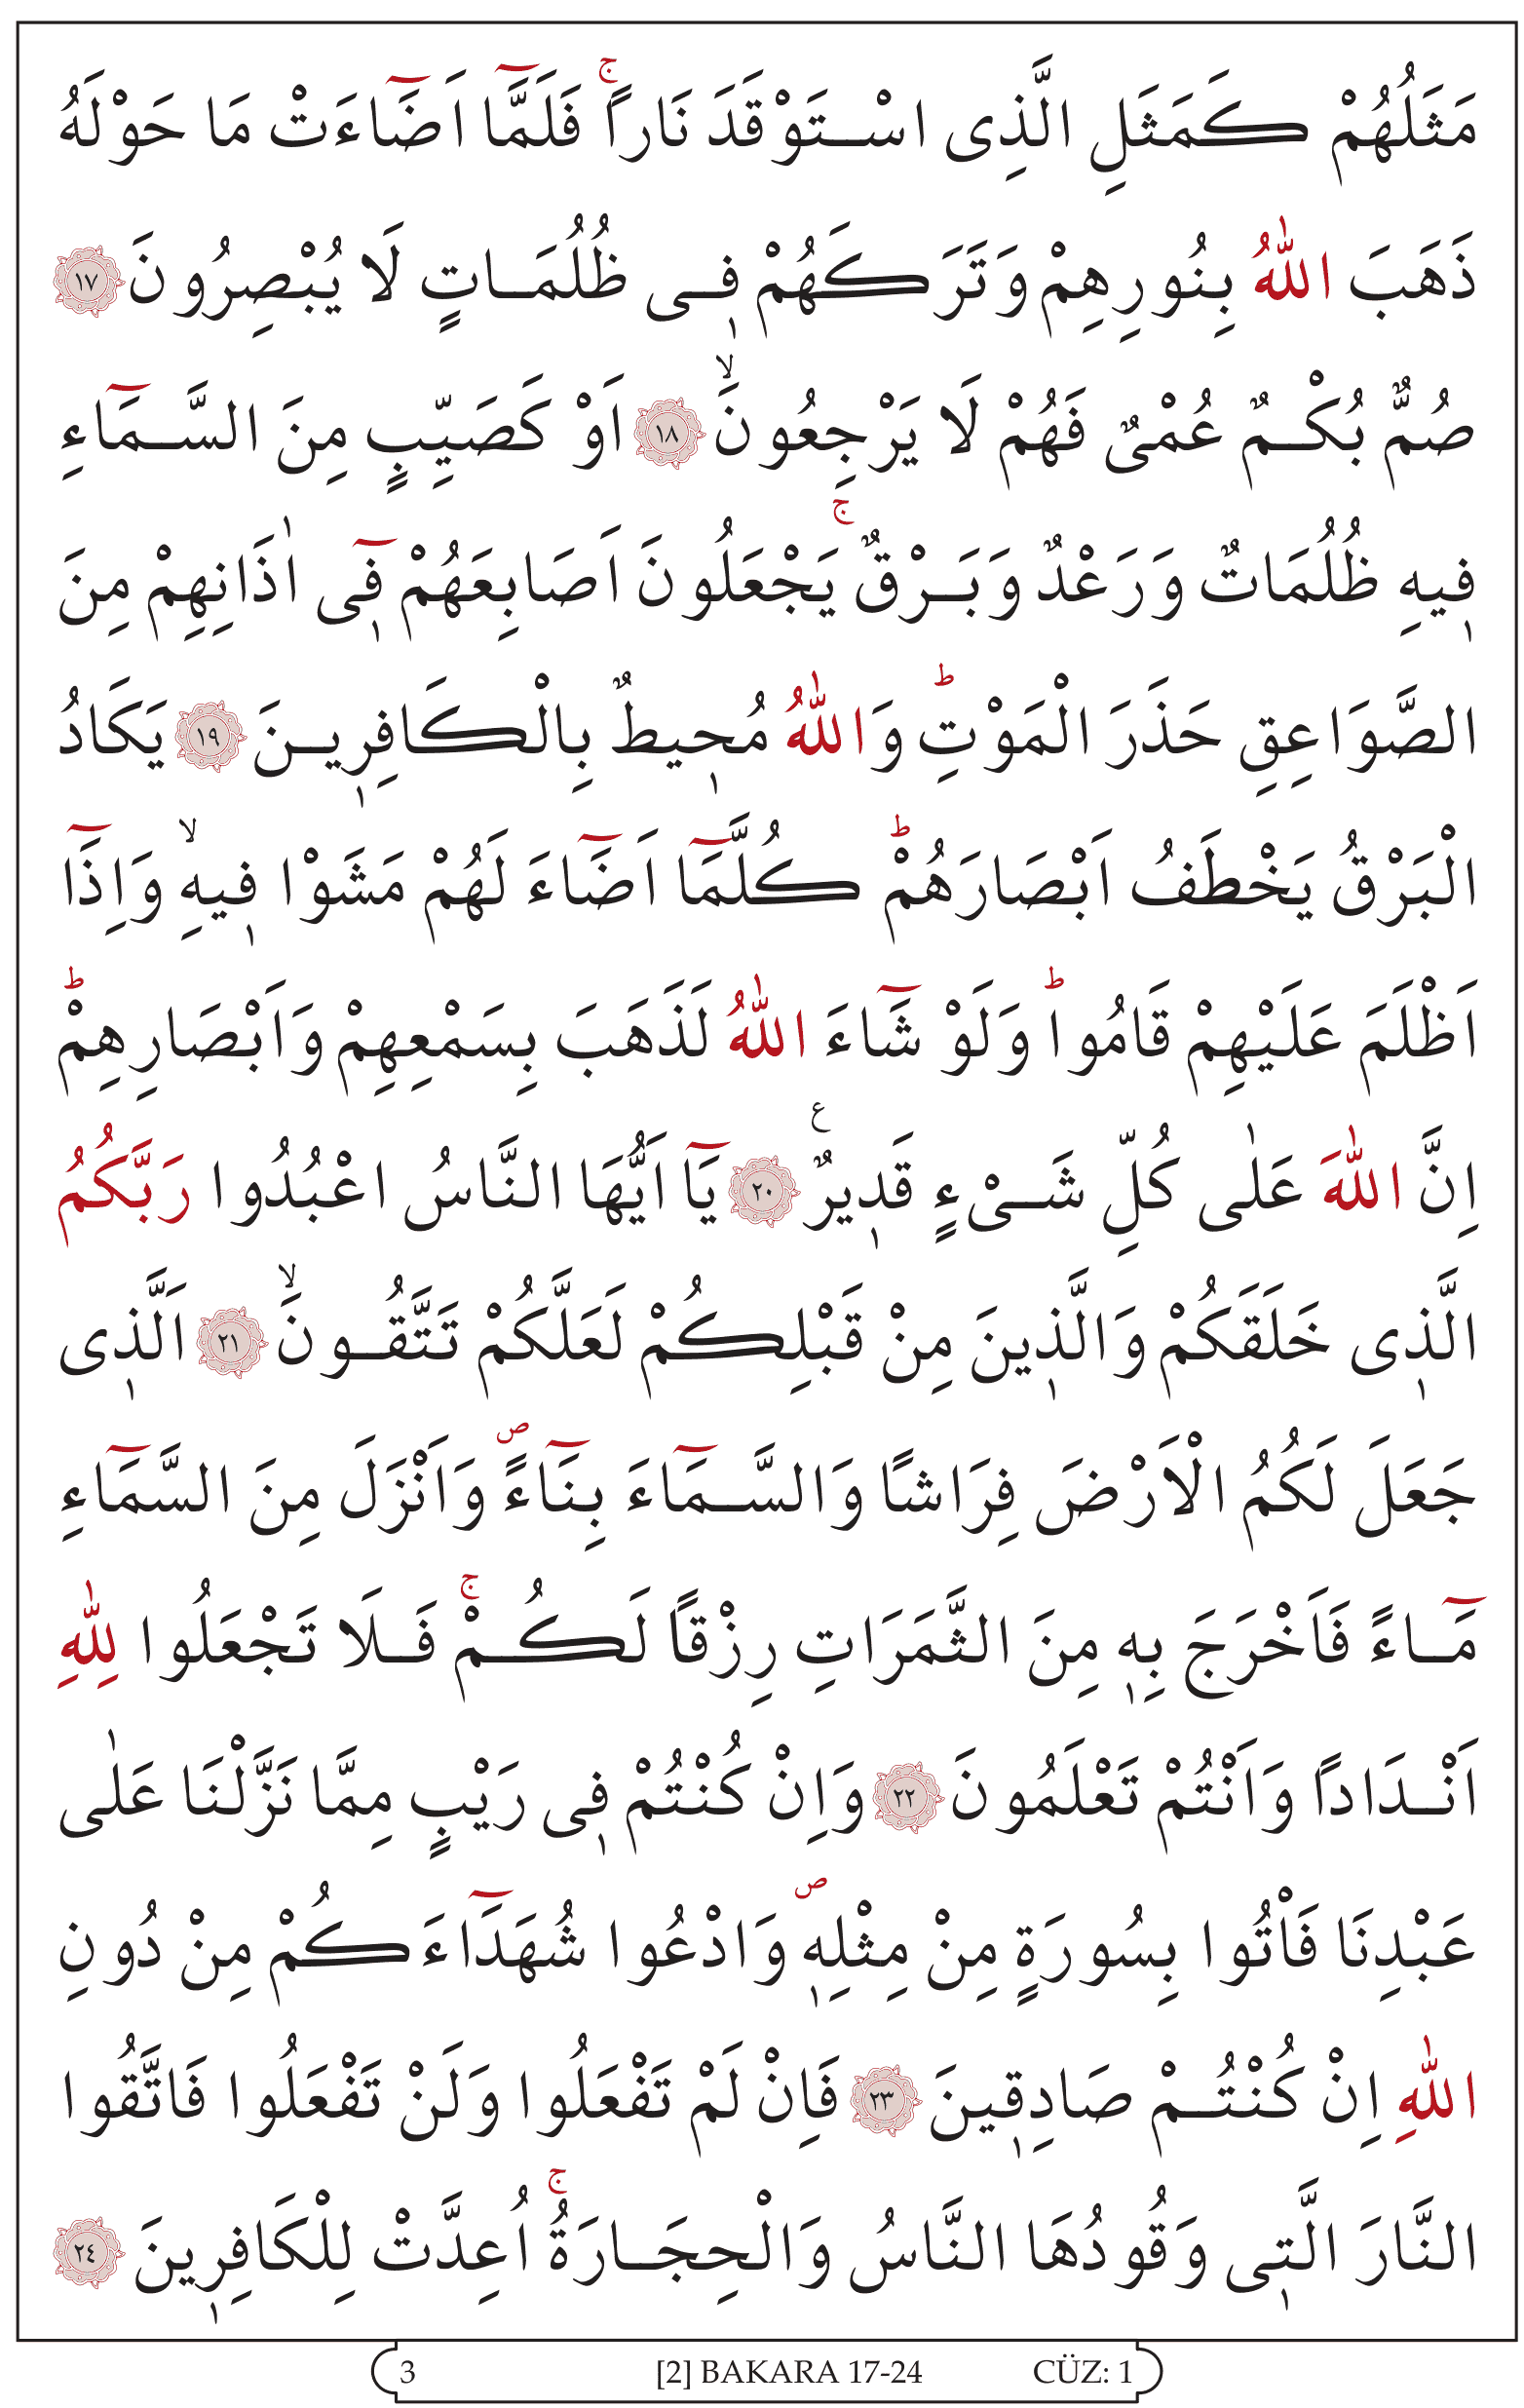 مَثَلُهُمْ كَمَثَلِ الَّذِى اسْتَوْقَدَ نَاراًۚ فَلَمَّٓا اَضَٓاءَتْ مَا حَوْلَهُ
ذَهَبَ اللّٰهُ بِنُورِهِمْ وَتَرَكَهُمْ فٖى ظُلُمَاتٍ لَا يُبْصِرُونَ ﴿١٧﴾
صُمٌّ بُكْمٌ عُمْىٌ فَهُمْ لَا يَرْجِعُونَۙ ﴿١٨﴾ اَوْ كَصَيِّبٍ مِنَ السَّمَٓاءِ
فٖيهِ ظُلُمَاتٌ وَرَعْدٌ وَبَرْقٌۚ يَجْعَلُونَ اَصَابِعَهُمْ فٖٓى اٰذَانِهِمْ مِنَ
الصَّوَاعِقِ حَذَرَ الْمَوْتِؕ وَاللّٰهُ مُحٖيطٌ بِالْكَافِرٖينَ ﴿١٩﴾ يَكَادُ
الْبَرْقُ يَخْطَفُ اَبْصَارَهُمْؕ كُلَّمَٓا اَضَٓاءَ لَهُمْ مَشَوْا فٖيهِۙ وَاِذَٓا
اَظْلَمَ عَلَيْهِمْ قَامُواؕ وَلَوْ شَٓاءَ اللّٰهُ لَذَهَبَ بِسَمْعِهِمْ وَاَبْصَارِهِمْؕ
اِنَّ اللّٰهَ عَلٰى كُلِّ شَىْءٍ قَدٖيرٌ ع ﴿٢٠﴾ يَٓا اَيُّهَا النَّاسُ اعْبُدُوا رَبَّكُمُ
الَّذٖى خَلَقَكُمْ وَالَّذٖينَ مِنْ قَبْلِكُمْ لَعَلَّكُمْ تَتَّقُونَۙ ﴿٢١﴾ اَلَّذٖى
جَعَلَ لَكُمُ الْاَرْضَ فِرَاشًا وَالسَّمَٓاءَ بِنَٓاءًࣕ وَاَنْزَلَ مِنَ السَّمَٓاءِ
مَٓاءً فَاَخْرَجَ بِهٖ مِنَ الثَّمَرَاتِ رِزْقاً لَكُمْۚ فَلَا تَجْعَلُوا لِلّٰهِ
اَنْدَاداً وَاَنْتُمْ تَعْلَمُونَ ﴿٢٢﴾ وَاِنْ كُنْتُمْ فٖى رَيْبٍ مِمَّا نَزَّلْنَا عَلٰى
عَبْدِنَا فَاْتُوا بِسُورَةٍ مِنْ مِثْلِهٖࣕ وَادْعُوا شُهَدَٓاءَكُمْ مِنْ دُونِ
اللّٰهِ اِنْ كُنْتُمْ صَادِقٖينَ ﴿٢٣﴾ فَاِنْ لَمْ تَفْعَلُوا وَلَنْ تَفْعَلُوا فَاتَّقُوا
النَّارَ الَّتٖى وَقُودُهَا النَّاسُ وَالْحِجَارَةُۚ اُعِدَّتْ لِلْكَافِرٖينَ ﴿٢٤﴾
3 [2] BAKARA 17-24 CÜZ: 1